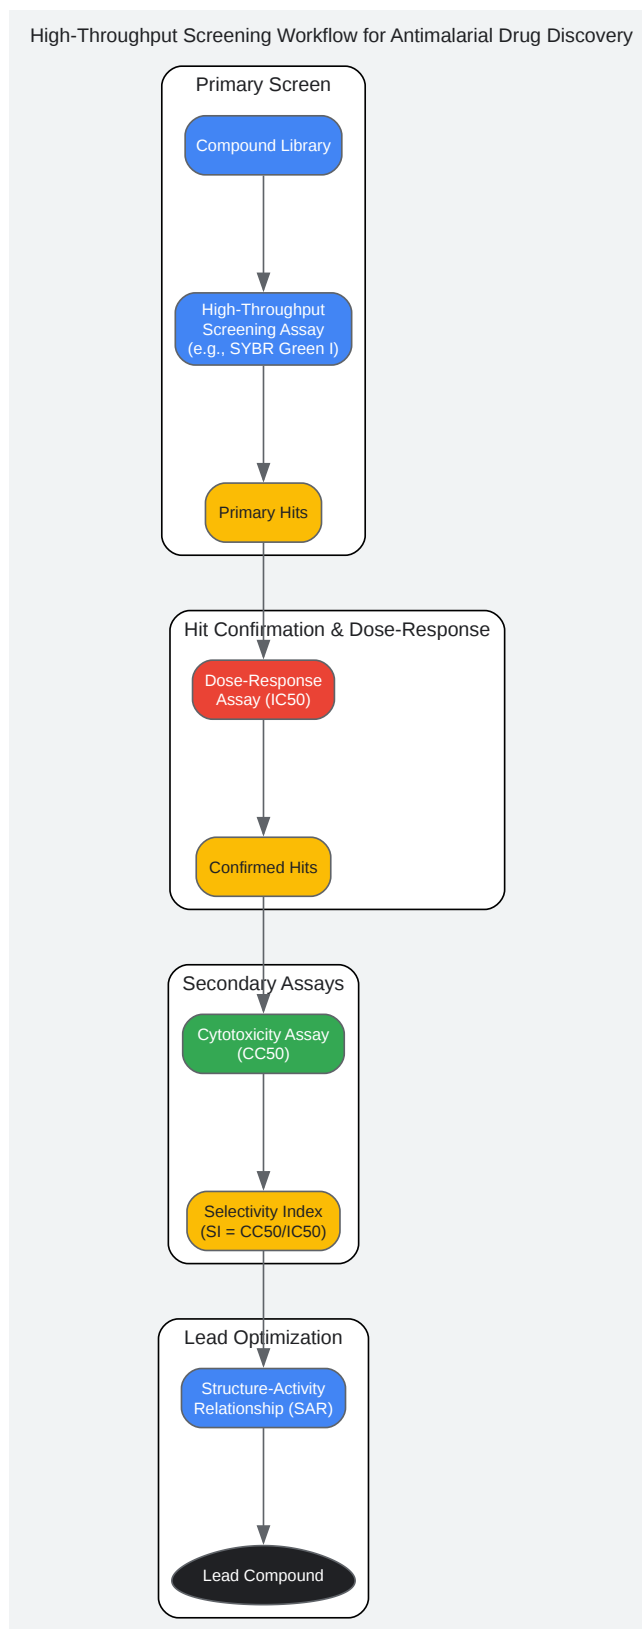 High-Throughput Screening Workflow for Antimalarial Drug Discovery
Primary Screen
Compound Library
High-Throughput
Screening Assay
(e.g., SYBR Green I)
Primary Hits
Hit Confirmation & Dose-Response
Dose-Response
Assay (IC50)
Confirmed Hits
Secondary Assays
Cytotoxicity Assay
(CC50)
Selectivity Index
(SI = CC50/IC50)
Lead Optimization
Structure-Activity
Relationship (SAR)
Lead Compound